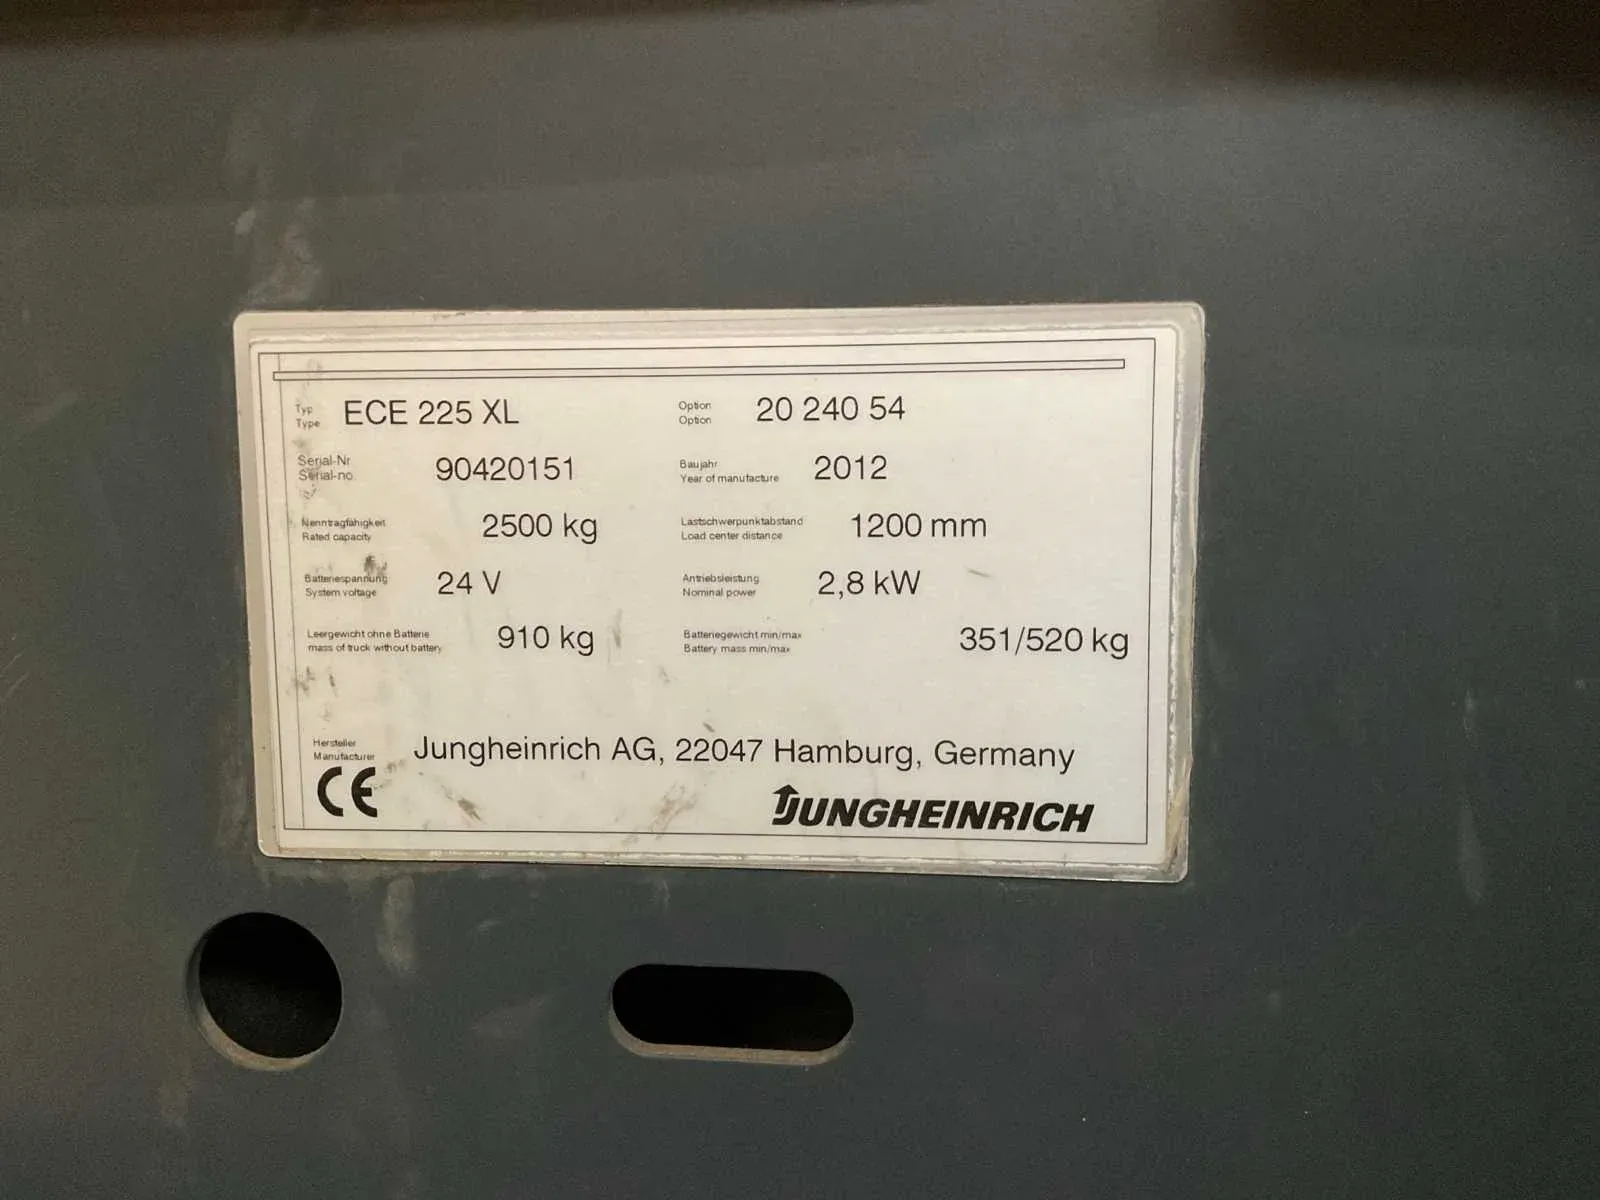 Typ
Type ECE 225 XL Option
Option 20 240 54
Serial-Nr
Serial-no. 90420151 Baujahr
Year of manufacture 2012
Nenntragfähigkeit
Rated capacity 2500 kg Lastschwerpunktabstand
Load center distance 1200 mm
Batteriespannung
System voltage 24 V Antriebsleistung
Nominal power 2,8 kW
Leergewicht ohne Batterie
mass of truck without battery 910 kg Batteriegewicht min/max
Battery mass min/max 351/520 kg
Hersteller
Manufacturer Jungheinrich AG, 22047 Hamburg, Germany
CE JUNGHEINRICH